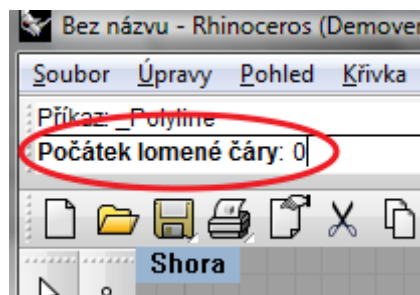 Bez názvu - Rhinoceros (Demover
Soubor Úpravy Pohled Křivka
Příkaz: _Polyline
Počátek lomené čáry: 0
Shora